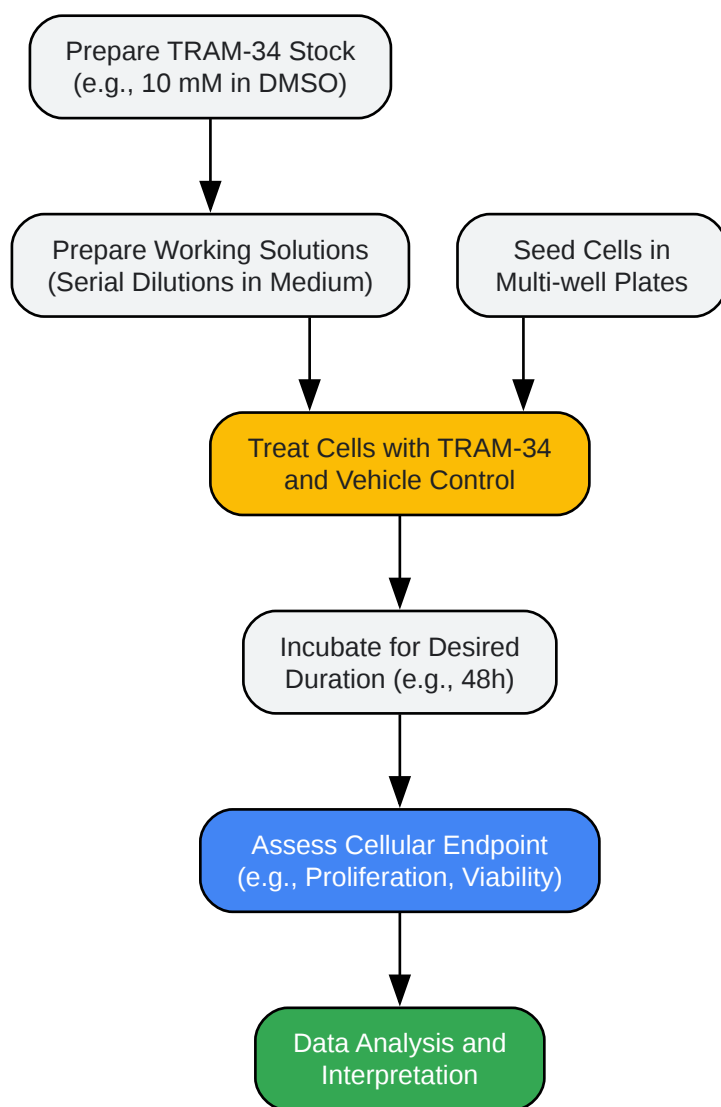 Prepare TRAM-34 Stock
(e.g., 10 mM in DMSO)
Prepare Working Solutions
(Serial Dilutions in Medium)
Seed Cells in
Multi-well Plates
Treat Cells with TRAM-34
and Vehicle Control
Incubate for Desired
Duration (e.g., 48h)
Assess Cellular Endpoint
(e.g., Proliferation, Viability)
Data Analysis and
Interpretation